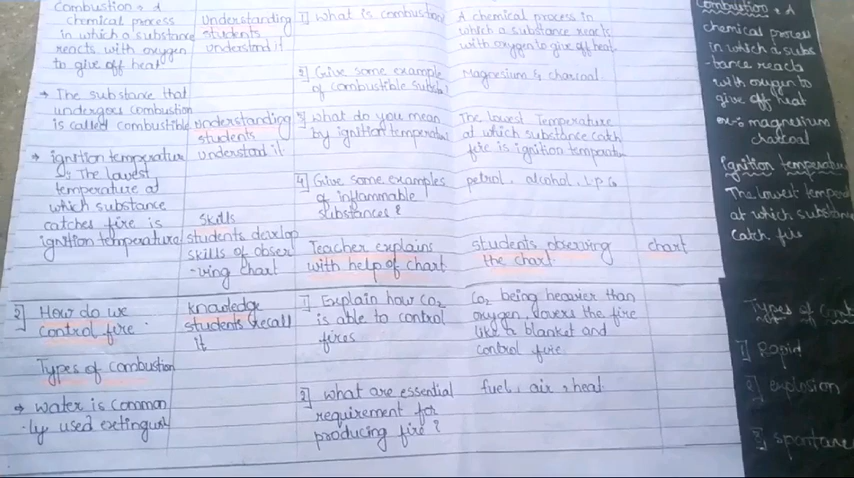 Combustion : A
chemical process
in which a substance
reacts with oxygen
to give off heat
→ The substance that
undergoes combustion
is called combustible
→ ignition temperature
The lowest
temperature at
which substance
catches fire is
ignition temperature
Understanding
students
understand it
Understanding
students
understand it
Skills
students develop
skills of obser
-ving chart
1] What is combustion
2] Give some example
of combustible
3] what do you mean
by ignition temperature
4] Give some examples
of inflammable
substances?
Teacher explains
with help of chart
A chemical process in
which a substance reacts
with oxygen to give off heat.
Magnesium & charcoal
The lowest Temperature
at which substance catch
fire is ignition
petrol, alcohol, L.P.G
students observing
the chart
chart
2] How do we
control fire.
Types of combustion
→ water is common
-ly used
knowledge
students recall
it
1] Explain how CO2
is able to control
fires
2] what are essential
requirement for
producing fire?
CO2 being heavier than
oxygen, covers the fire
like a blanket and
control fire
fuel, air, heat
Combustion : A
chemical process
in which a subs
-tance reacts
with oxygen to
give off heat
ex:- magnesium
charcoal
Ignition
The lowest
at which substance
catch fire
Types of
1] Rapid
2] explosion
3]